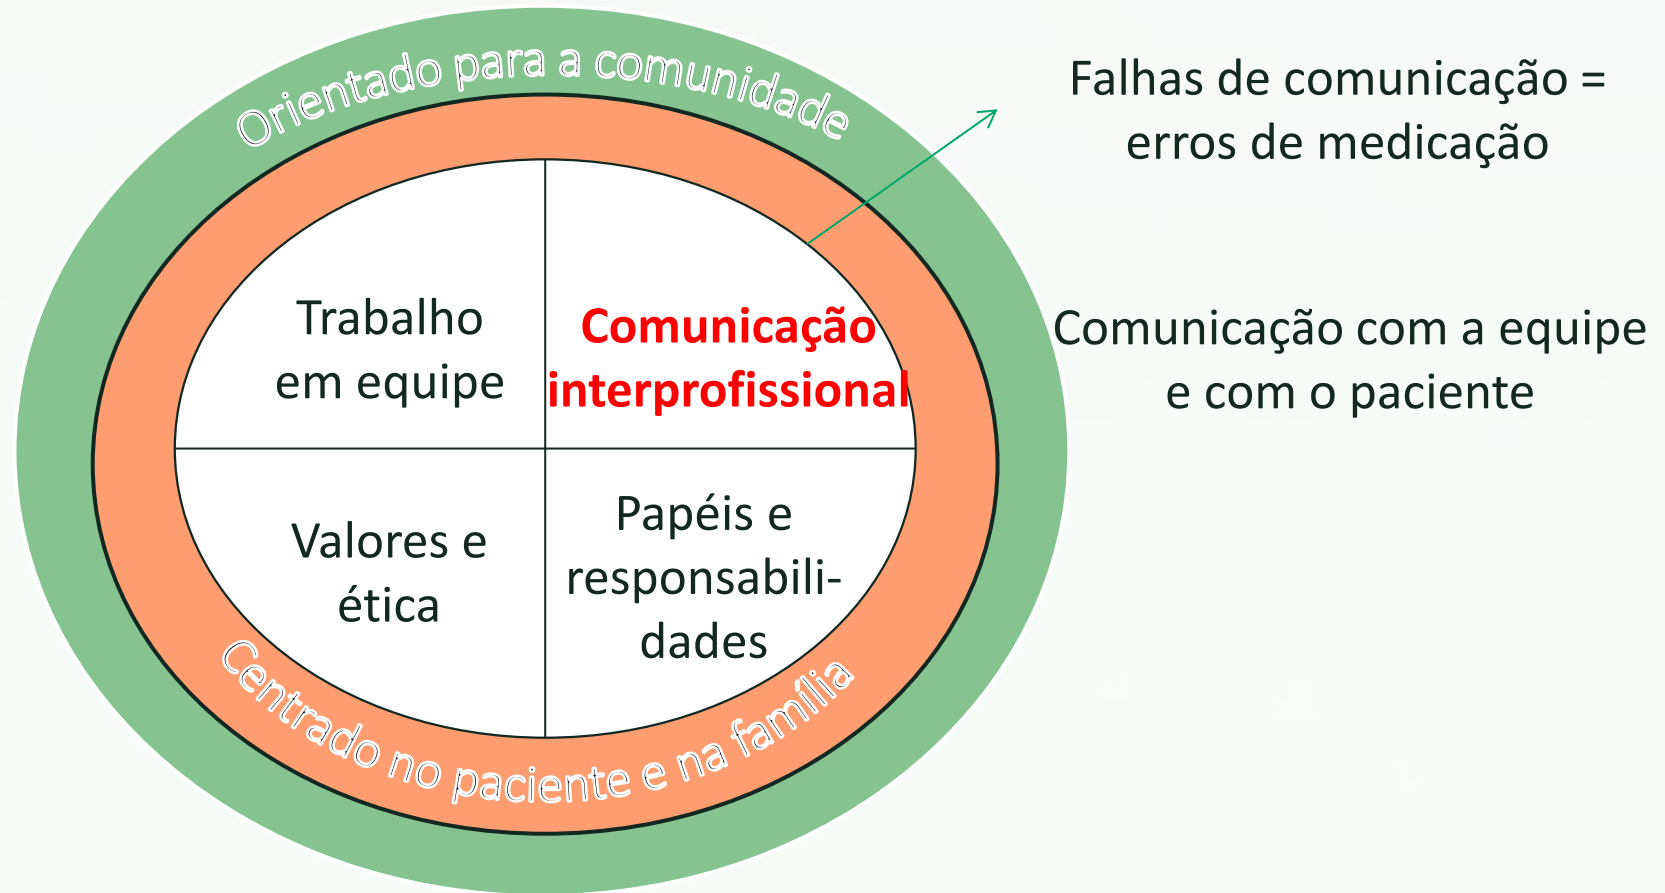 Orientado para a comunidade
Falhas de comunicação =
erros de medicação
Trabalho
em equipe
Comunicação
interprofissional
Comunicação com a equipe
e com o paciente
Valores e
ética
Papéis e
responsabili-
dades
Centrado no paciente e na família